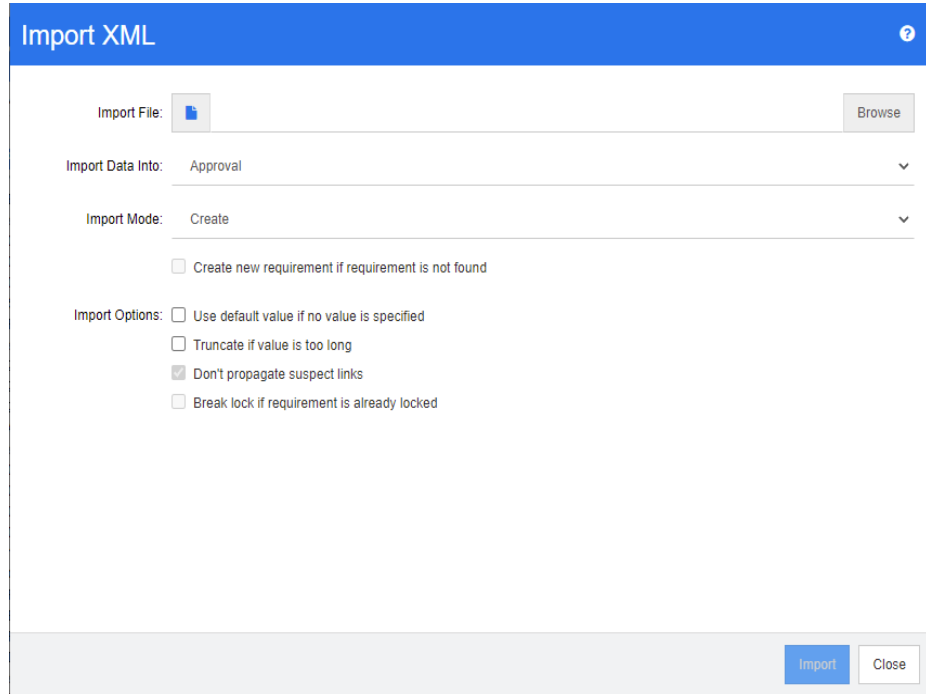 Import XML
Import File:
Browse
Import Data Into: Approval
Import Mode: Create
Create new requirement if requirement is not found
Import Options: Use default value if no value is specified
Truncate if value is too long
Don't propagate suspect links
Break lock if requirement is already locked
Import Close